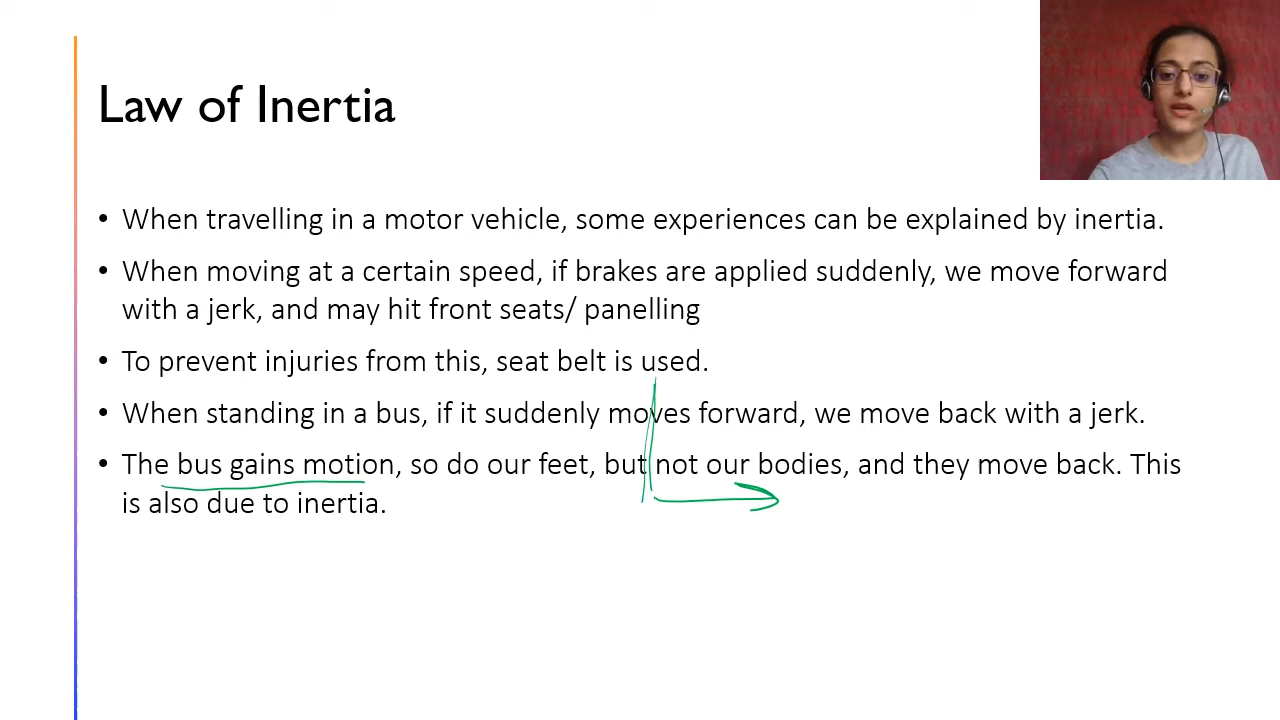 Law of Inertia
• When travelling in a motor vehicle, some experiences can be explained by inertia.
• When moving at a certain speed, if brakes are applied suddenly, we move forward
with a jerk, and may hit front seats/ panelling
• To prevent injuries from this, seat belt is used.
• When standing in a bus, if it suddenly moves forward, we move back with a jerk.
• The bus gains motion, so do our feet, but not our bodies, and they move back. This
is also due to inertia.